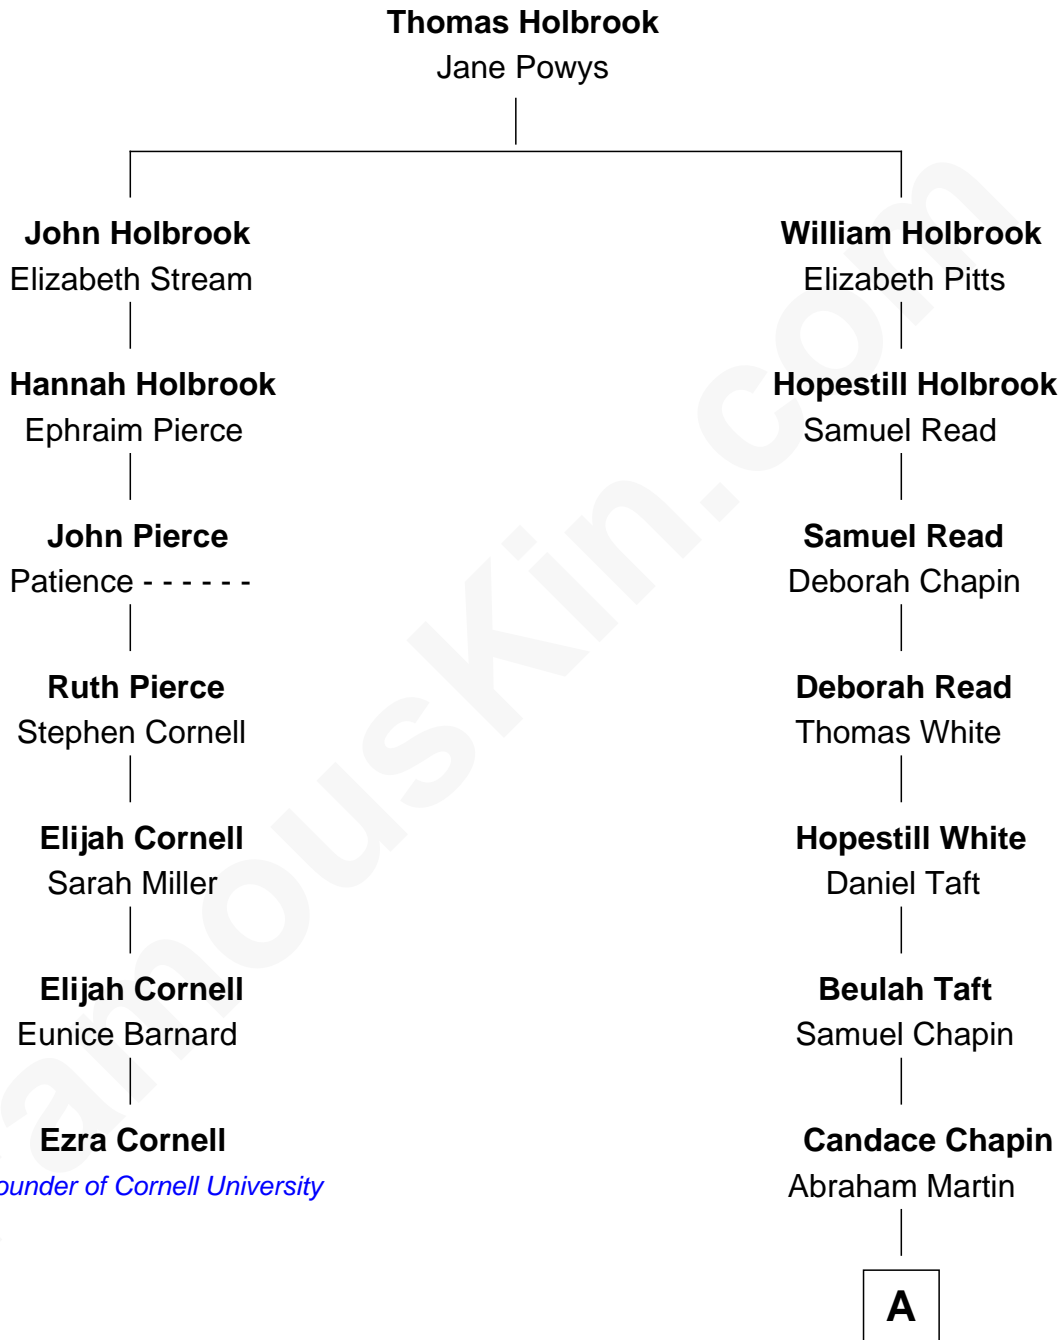 Thomas Holbrook
Jane Powys
John Holbrook
Elizabeth Stream
Hannah Holbrook
Ephraim Pierce
John Pierce
Patience - - - - - -
Ruth Pierce
Stephen Cornell
Elijah Cornell
Sarah Miller
Elijah Cornell
Eunice Barnard
Ezra Cornell
ounder of Cornell University
William Holbrook
Elizabeth Pitts
Hopestill Holbrook
Samuel Read
Samuel Read
Deborah Chapin
Deborah Read
Thomas White
Hopestill White
Daniel Taft
Beulah Taft
Samuel Chapin
Candace Chapin
Abraham Martin
A
amousKin.com